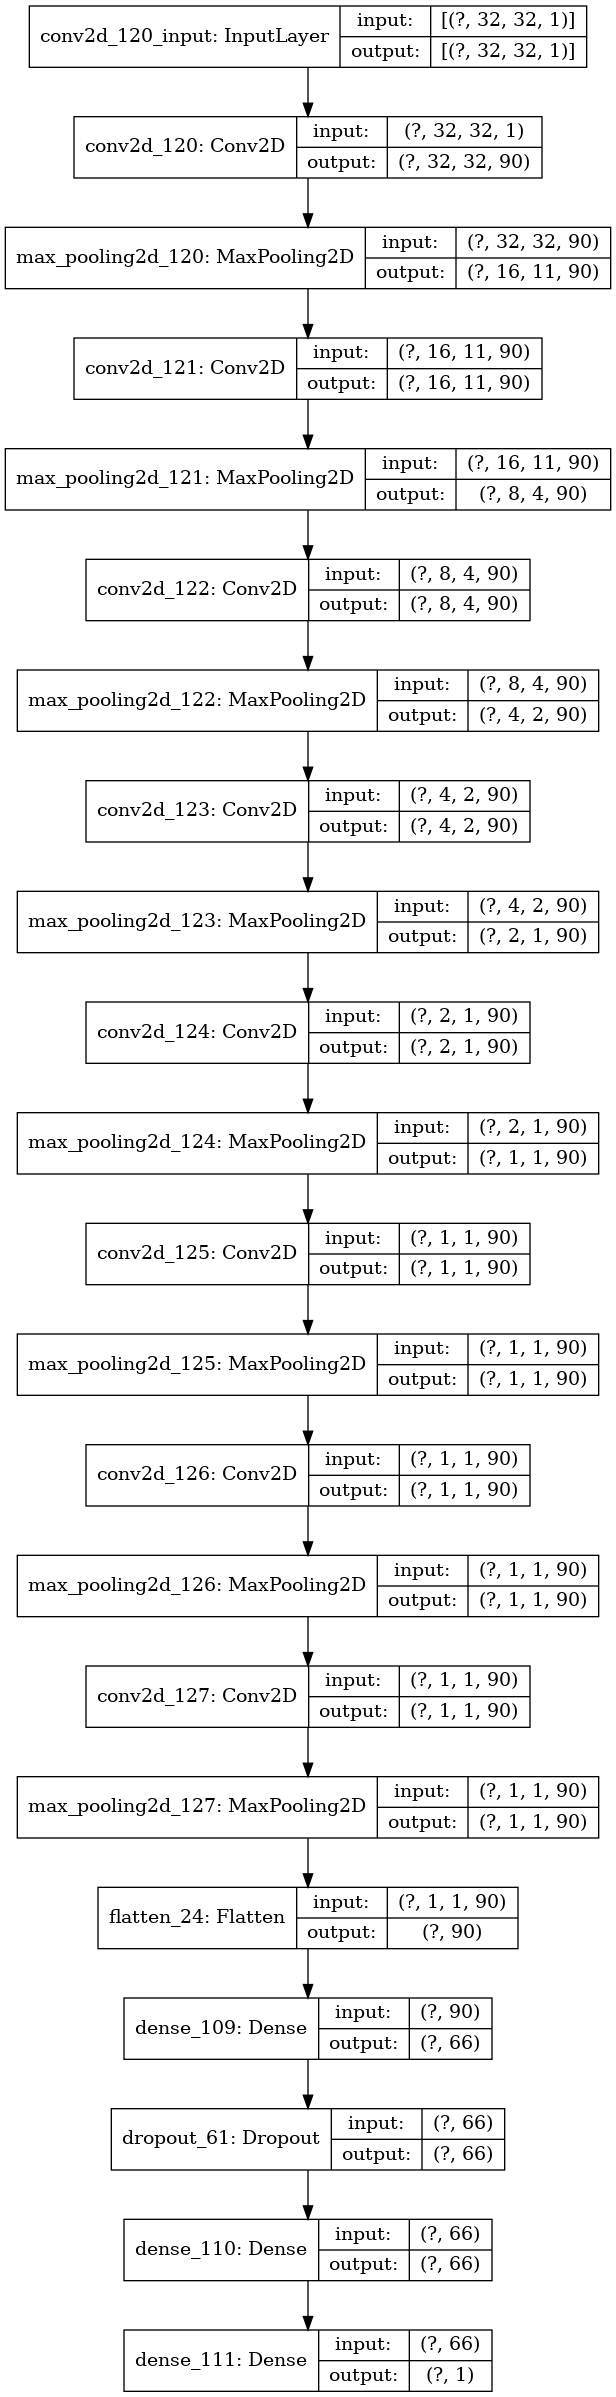 conv2d_120_input: InputLayer input: [(?, 32, 32, 1)]
output: [(?, 32, 32, 1)]
conv2d_120: Conv2D input: (?, 32, 32, 1)
output: (?, 32, 32, 90)
max_pooling2d_120: MaxPooling2D input: (?, 32, 32, 90)
output: (?, 16, 11, 90)
conv2d_121: Conv2D input: (?, 16, 11, 90)
output: (?, 16, 11, 90)
max_pooling2d_121: MaxPooling2D input: (?, 16, 11, 90)
output: (?, 8, 4, 90)
conv2d_122: Conv2D input: (?, 8, 4, 90)
output: (?, 8, 4, 90)
max_pooling2d_122: MaxPooling2D input: (?, 8, 4, 90)
output: (?, 4, 2, 90)
conv2d_123: Conv2D input: (?, 4, 2, 90)
output: (?, 4, 2, 90)
max_pooling2d_123: MaxPooling2D input: (?, 4, 2, 90)
output: (?, 2, 1, 90)
conv2d_124: Conv2D input: (?, 2, 1, 90)
output: (?, 2, 1, 90)
max_pooling2d_124: MaxPooling2D input: (?, 2, 1, 90)
output: (?, 1, 1, 90)
conv2d_125: Conv2D input: (?, 1, 1, 90)
output: (?, 1, 1, 90)
max_pooling2d_125: MaxPooling2D input: (?, 1, 1, 90)
output: (?, 1, 1, 90)
conv2d_126: Conv2D input: (?, 1, 1, 90)
output: (?, 1, 1, 90)
max_pooling2d_126: MaxPooling2D input: (?, 1, 1, 90)
output: (?, 1, 1, 90)
conv2d_127: Conv2D input: (?, 1, 1, 90)
output: (?, 1, 1, 90)
max_pooling2d_127: MaxPooling2D input: (?, 1, 1, 90)
output: (?, 1, 1, 90)
flatten_24: Flatten input: (?, 1, 1, 90)
output: (?, 90)
dense_109: Dense input: (?, 90)
output: (?, 66)
dropout_61: Dropout input: (?, 66)
output: (?, 66)
dense_110: Dense input: (?, 66)
output: (?, 66)
dense_111: Dense input: (?, 66)
output: (?, 1)